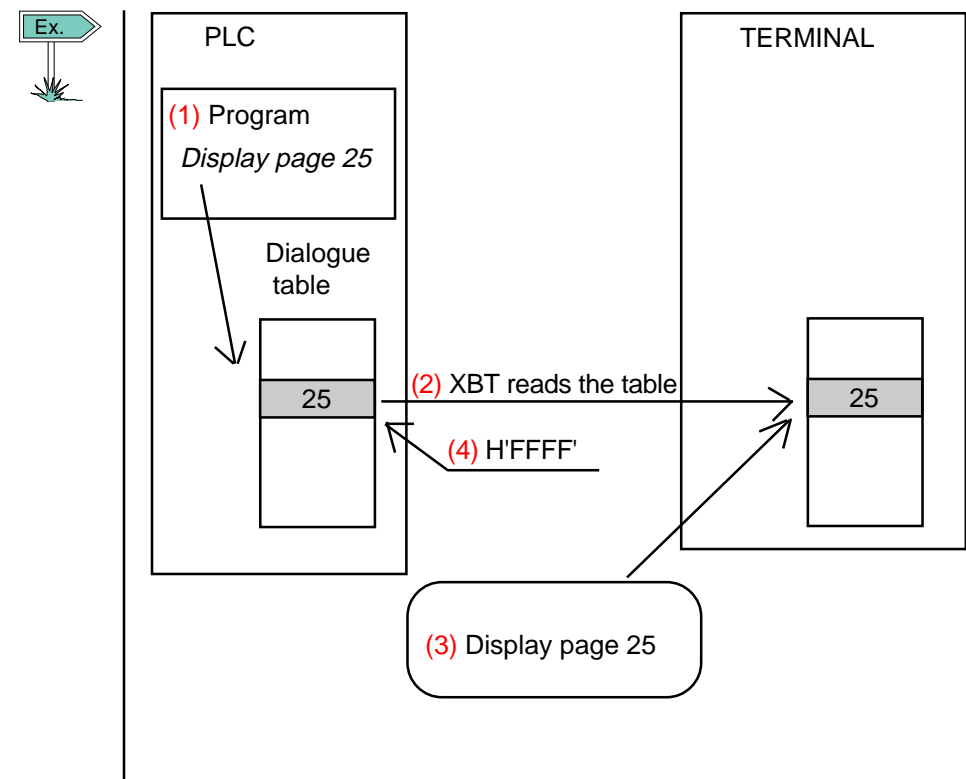 Ex.
PLC
TERMINAL
(1) Program
Display page 25
Dialogue
table
(2) XBT reads the table
25
25
(4) H'FFFF'
(3) Display page 25